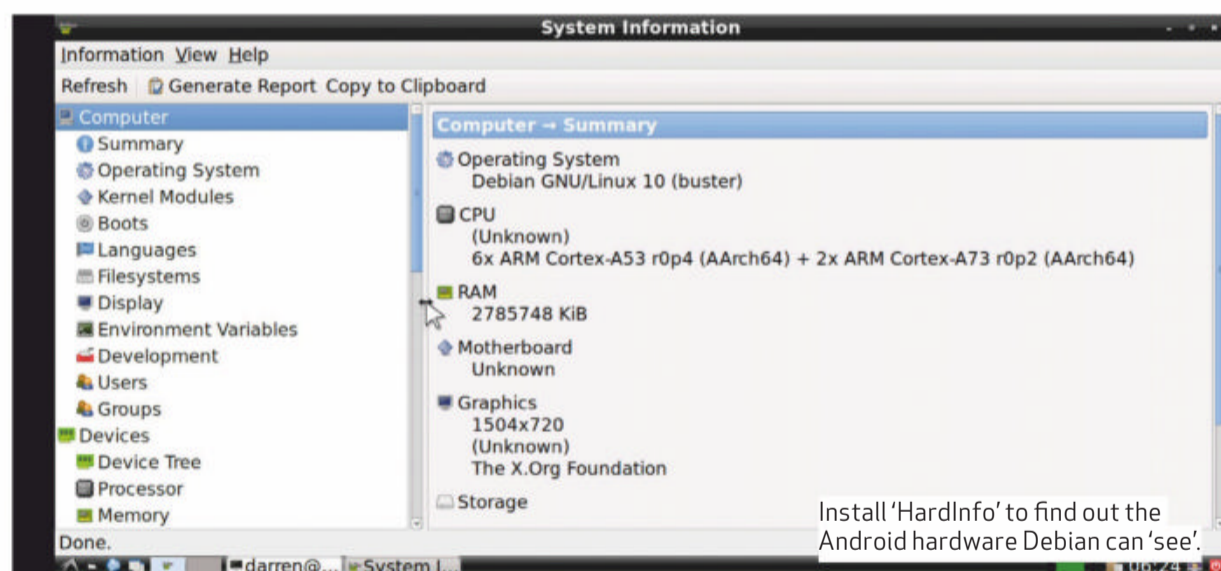 System Information
Information View Help
Refresh Generate Report Copy to Clipboard
Computer
Summary
Operating System
Kernel Modules
Boots
Languages
Filesystems
Display
Environment Variables
Development
Users
Groups
Devices
Device Tree
Processor
Memory
Computer → Summary
Operating System
Debian GNU/Linux 10 (buster)
CPU
(Unknown)
6x ARM Cortex-A53 r0p4 (AArch64) + 2x ARM Cortex-A73 r0p2 (AArch64)
RAM
2785748 KiB
Motherboard
Unknown
Graphics
1504x720
(Unknown)
The X.Org Foundation
Storage
Done.
darren@... System I...
06:24
Install ‘HardInfo’ to find out the
Android hardware Debian can ‘see’.